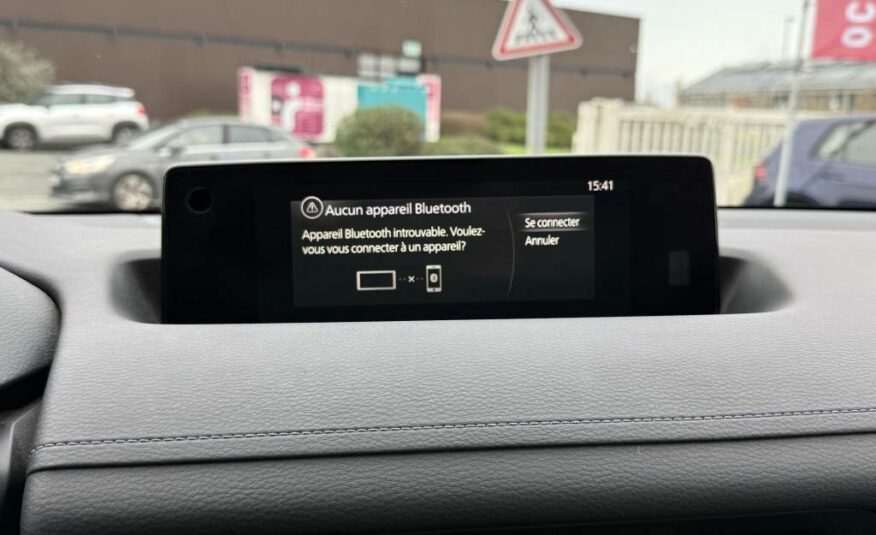 OC
15:41
Aucun appareil Bluetooth
Appareil Bluetooth introuvable. Voulez-
vous vous connecter à un appareil?
Se connecter
Annuler